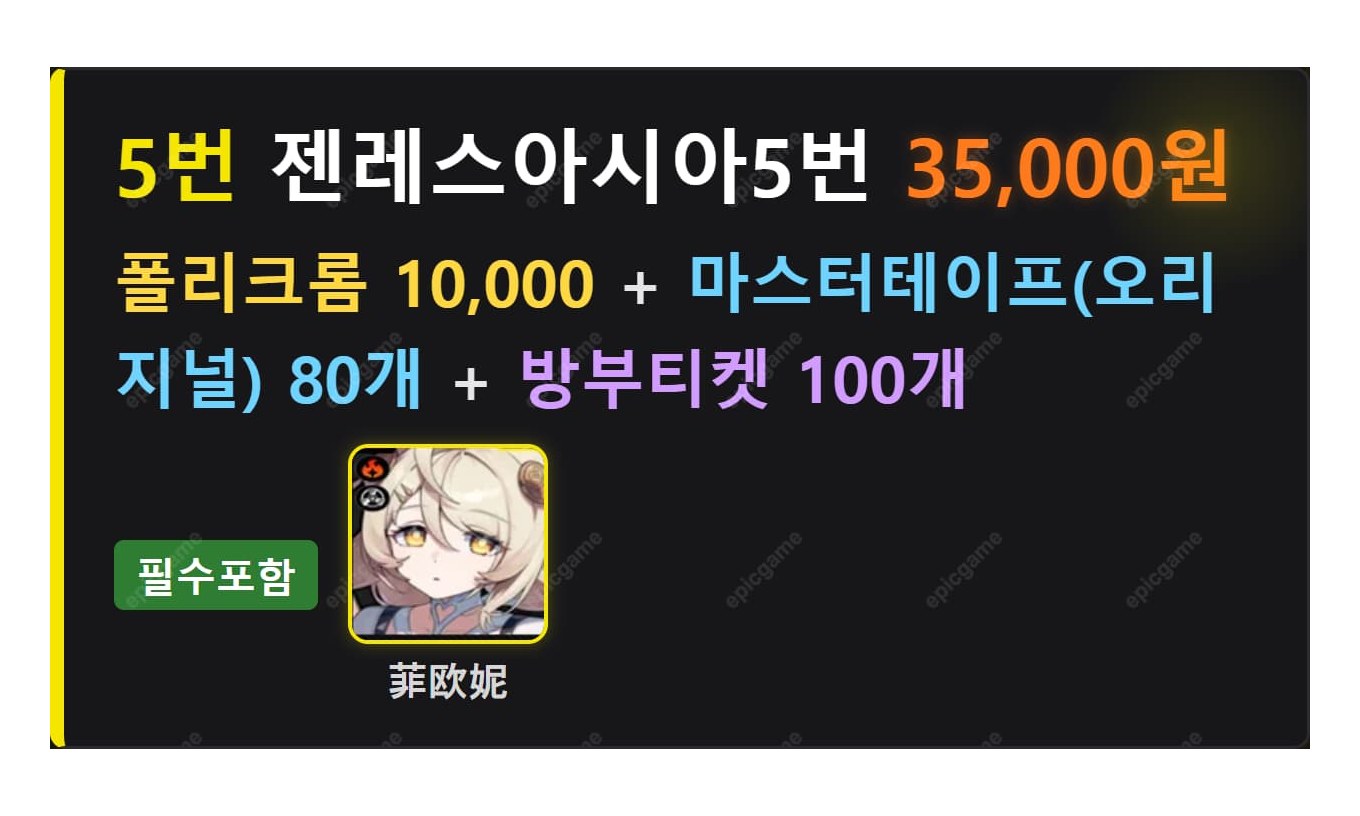 5번 젠레스아시아5번 35,000원
폴리크롬 10,000 + 마스터테이프(오리
지널) 80개 + 방부티켓 100개
필수포함
菲欧妮
epicgame